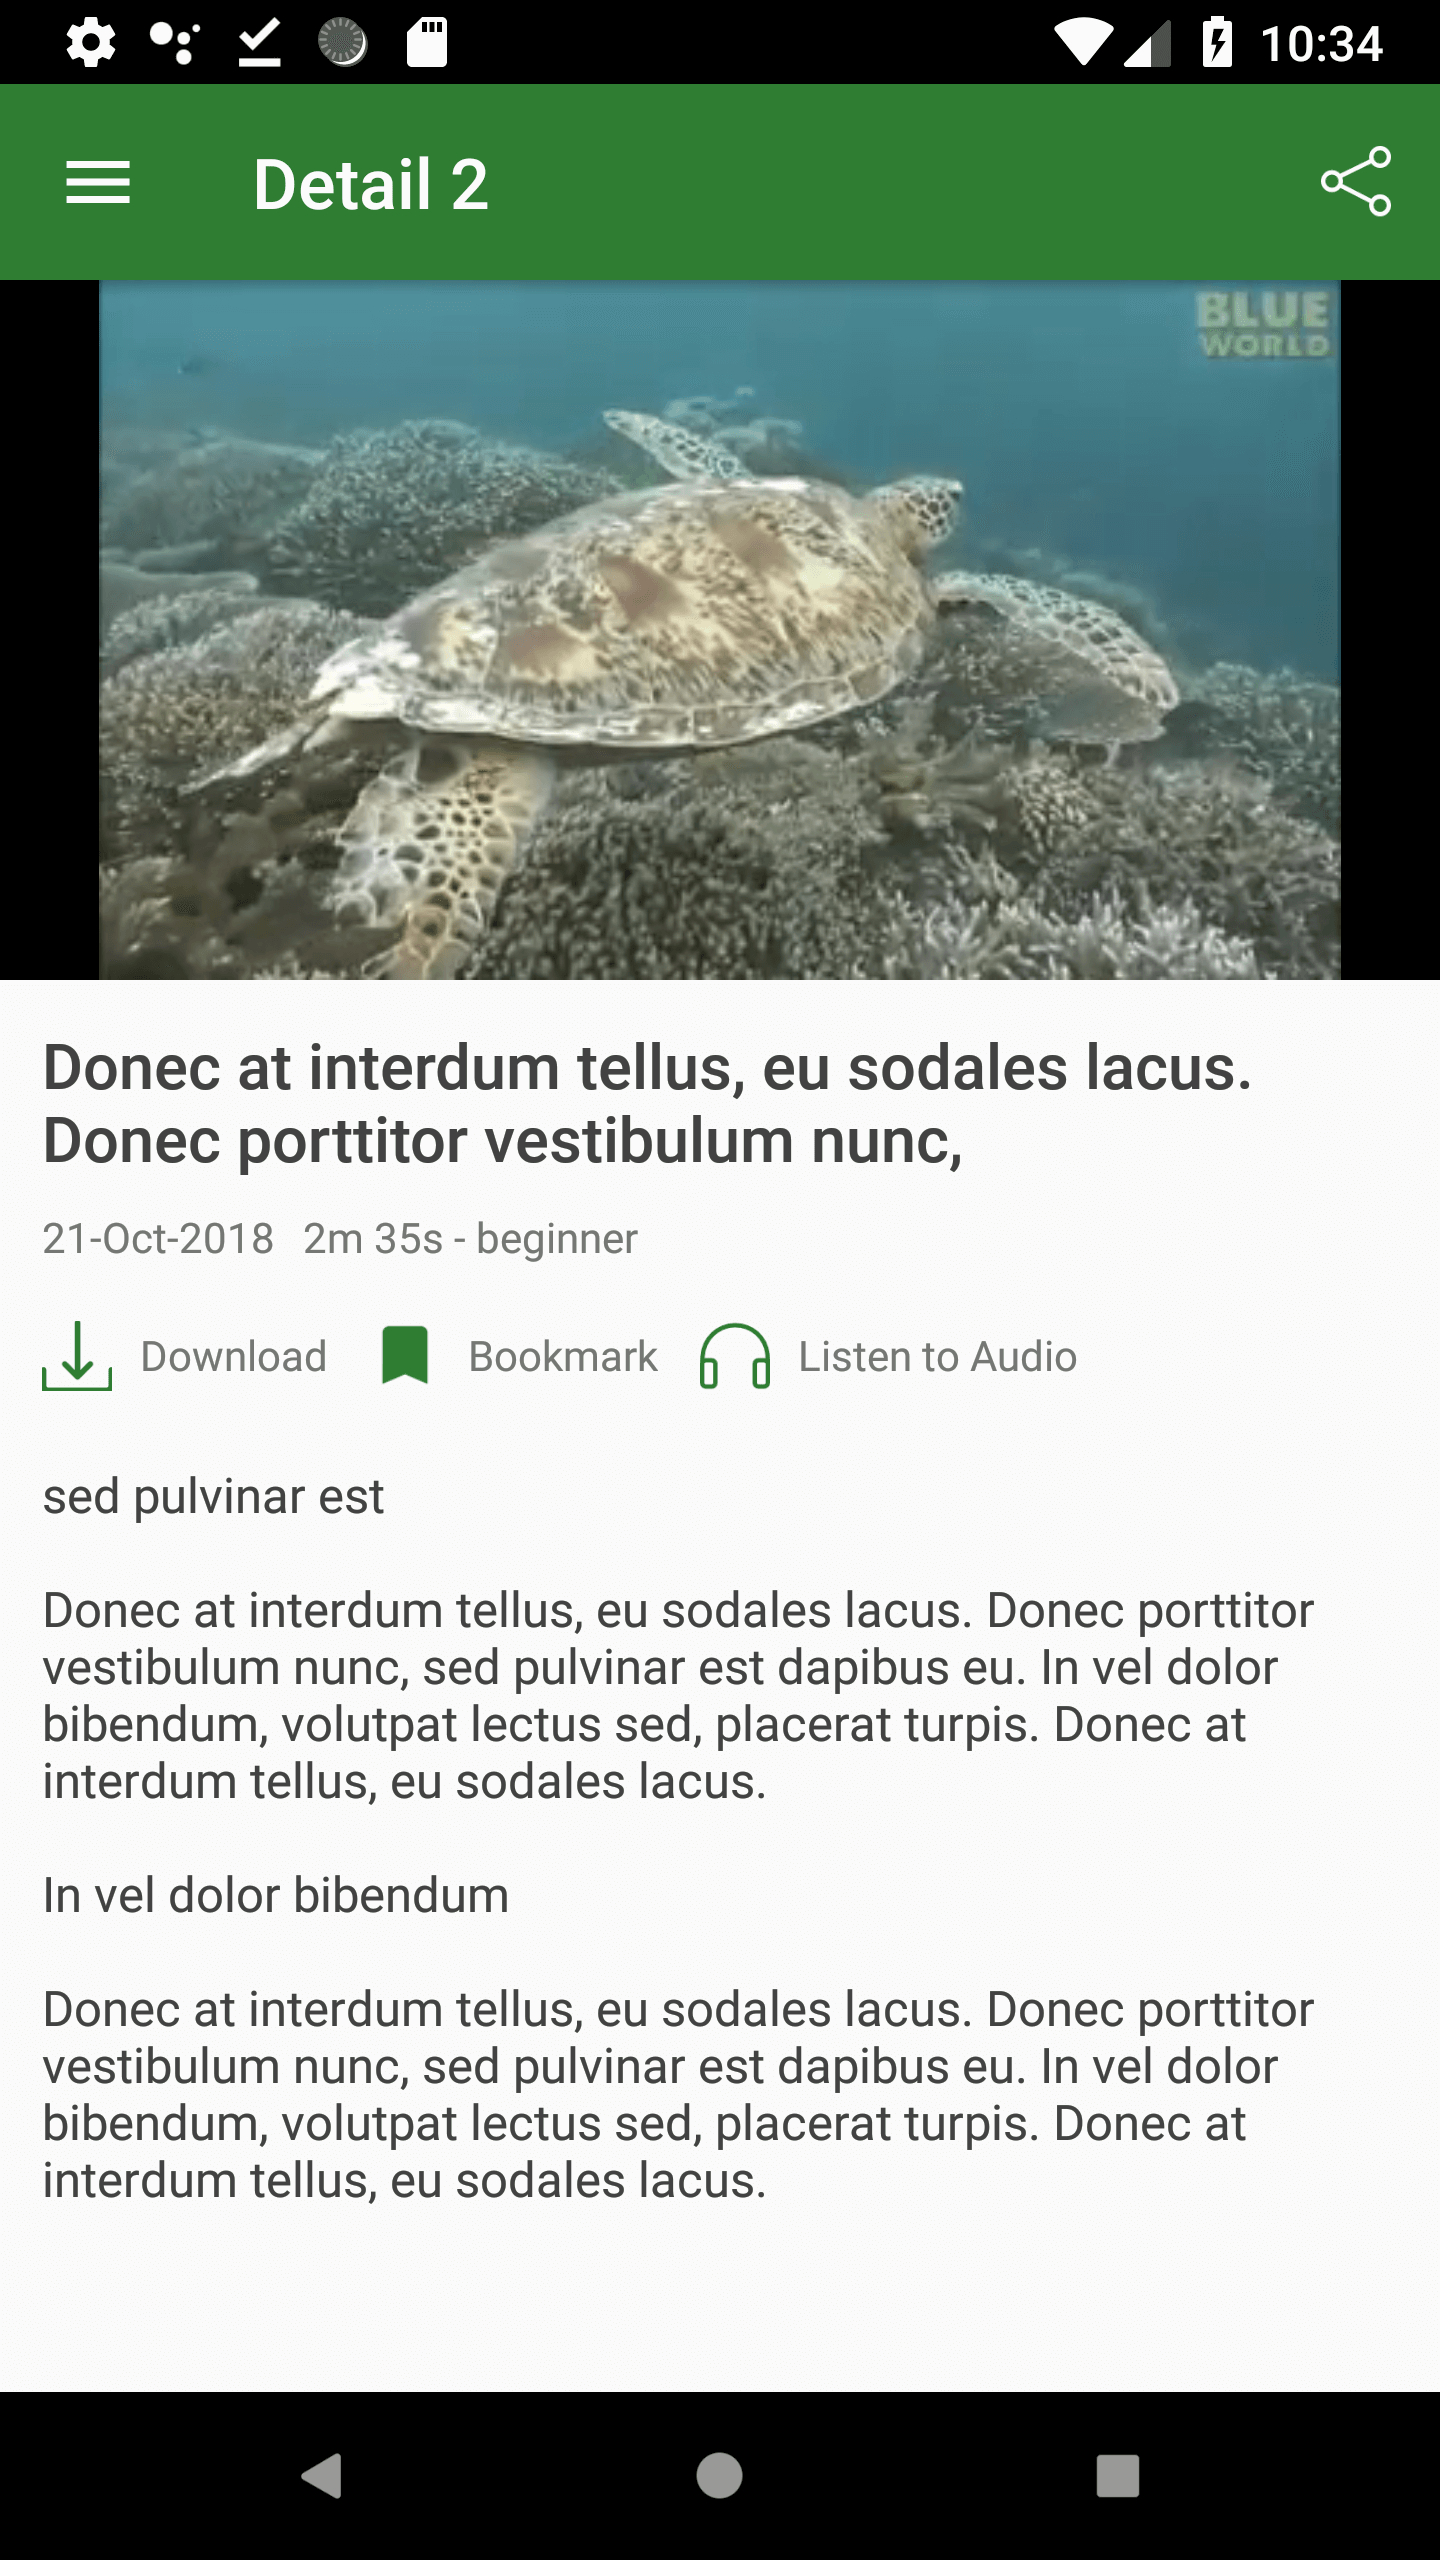 10:34
Detail 2
BLUE
WORLD
Donec at interdum tellus, eu sodales lacus.
Donec porttitor vestibulum nunc,
21-Oct-2018 2m 35s - beginner
Download Bookmark Listen to Audio
sed pulvinar est
Donec at interdum tellus, eu sodales lacus. Donec porttitor
vestibulum nunc, sed pulvinar est dapibus eu. In vel dolor
bibendum, volutpat lectus sed, placerat turpis. Donec at
interdum tellus, eu sodales lacus.
In vel dolor bibendum
Donec at interdum tellus, eu sodales lacus. Donec porttitor
vestibulum nunc, sed pulvinar est dapibus eu. In vel dolor
bibendum, volutpat lectus sed, placerat turpis. Donec at
interdum tellus, eu sodales lacus.